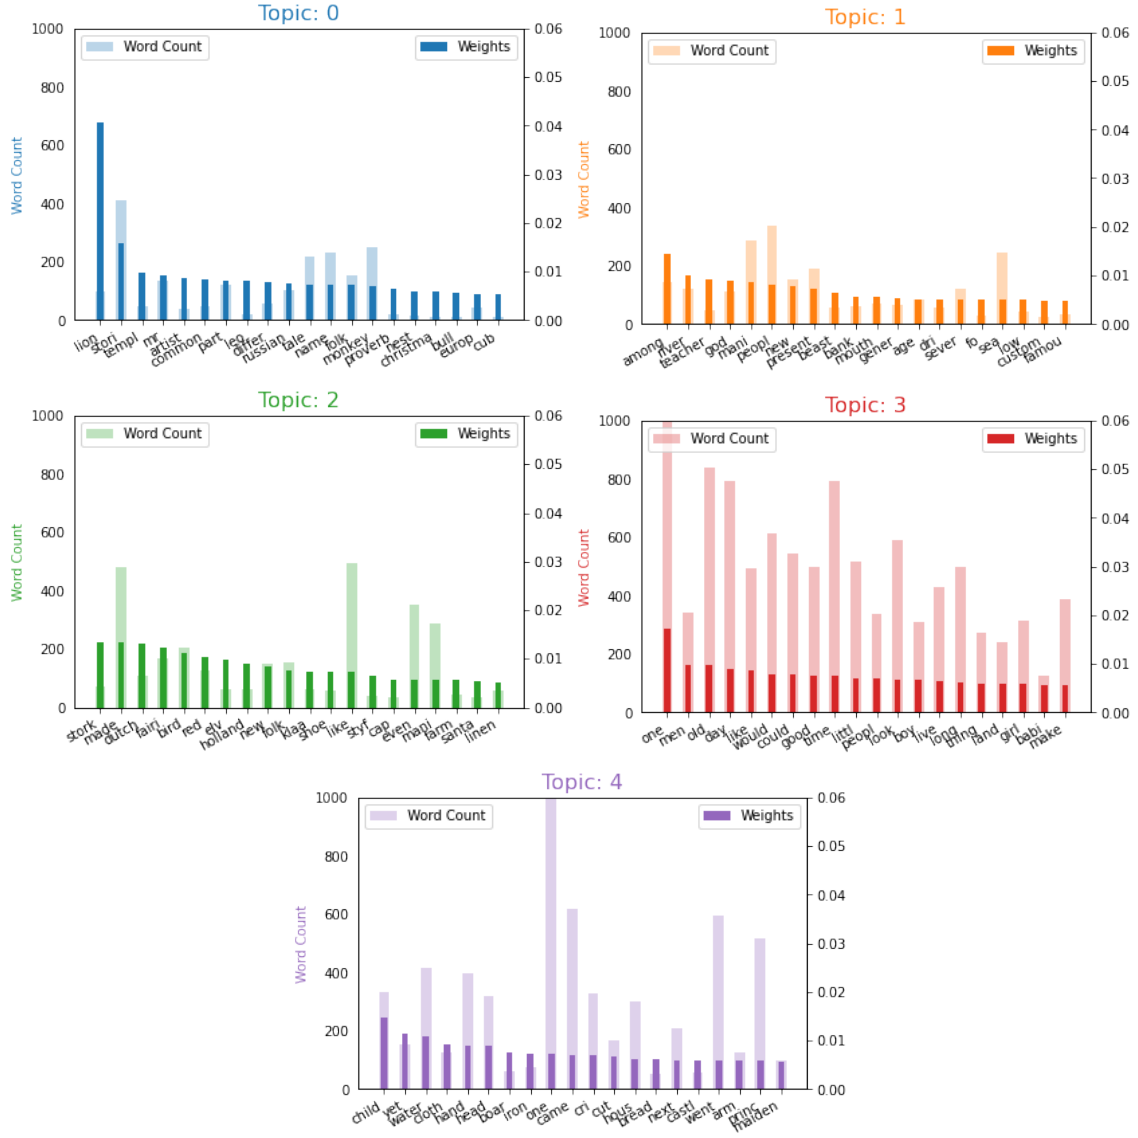 Topic: 0
Word Count
Weights
Word Count
1000
800
600
400
200
0
0.06
0.05
0.04
0.03
0.02
0.01
0.00
lion stori templ mr artist common part leg differ russian tale name folk monkey proverb nest christma bull europ cub
Topic: 1
Word Count
Weights
Word Count
1000
800
600
400
200
0
0.06
0.05
0.04
0.03
0.02
0.01
0.00
among river teacher god mani peopl new present beast bank mouth gener age dri sever fo sea low custom famou
Topic: 2
Word Count
Weights
Word Count
1000
800
600
400
200
0
0.06
0.05
0.04
0.03
0.02
0.01
0.00
stork made dutch fairi bird red elv holland new folk klaa shoe like styf cap even mani farm santa linen
Topic: 3
Word Count
Weights
Word Count
1000
800
600
400
200
0
0.06
0.05
0.04
0.03
0.02
0.01
0.00
one men old day like would could good time littl peopl look boy live long thing land girl babi make
Topic: 4
Word Count
Weights
Word Count
1000
800
600
400
200
0
0.06
0.05
0.04
0.03
0.02
0.01
0.00
child yet water cloth hand head boar iron one came cri cut hous bread next castl went arm princ maiden